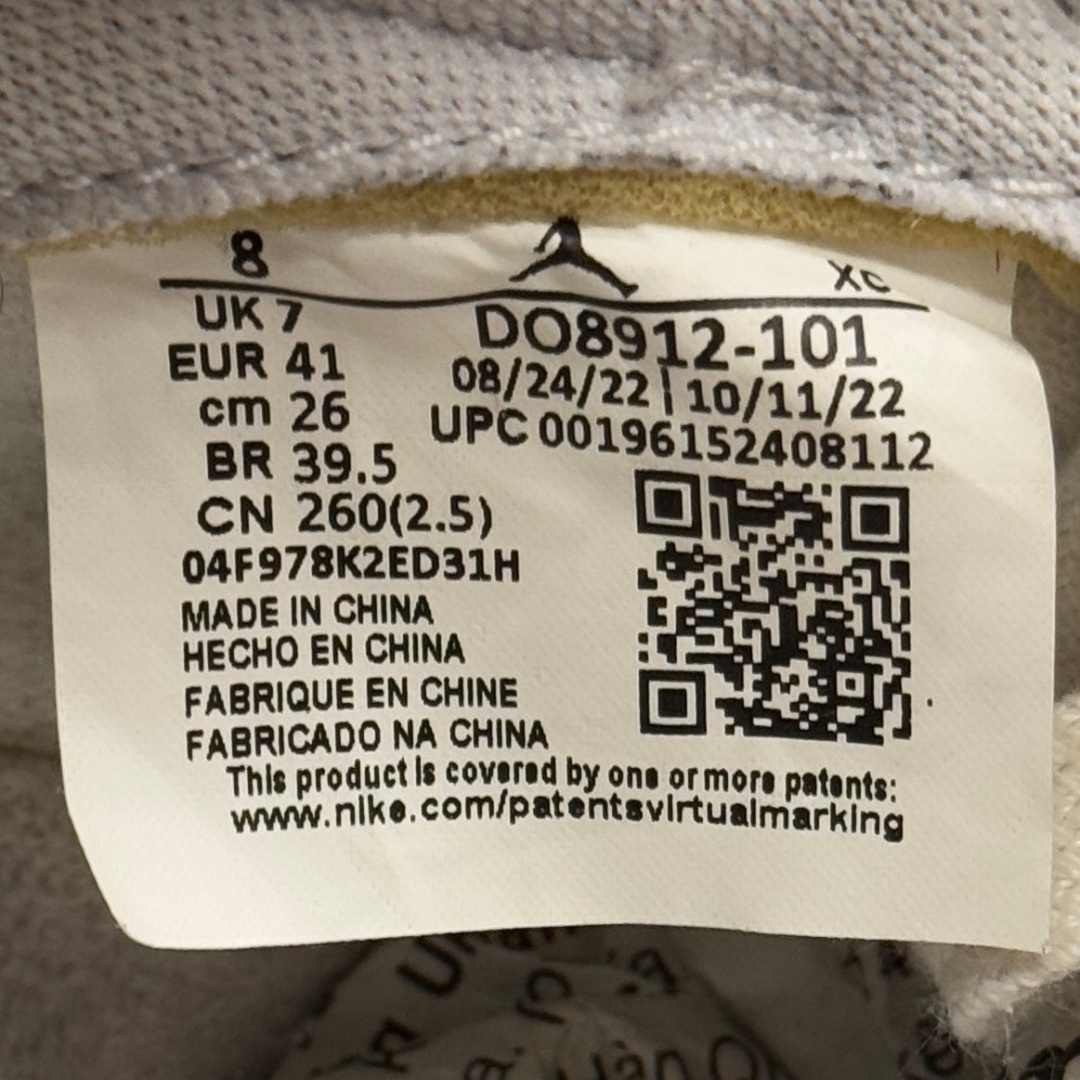 8
XC
UK 7
DO8912-101
EUR 41
08/24/22 | 10/11/22
cm 26
UPC 00196152408112
BR 39.5
CN 260(2.5)
04F978K2ED31H
MADE IN CHINA
HECHO EN CHINA
FABRIQUE EN CHINE
FABRICADO NA CHINA
This product is covered by one or more patents:
www.nike.com/patentsvirtualmarking